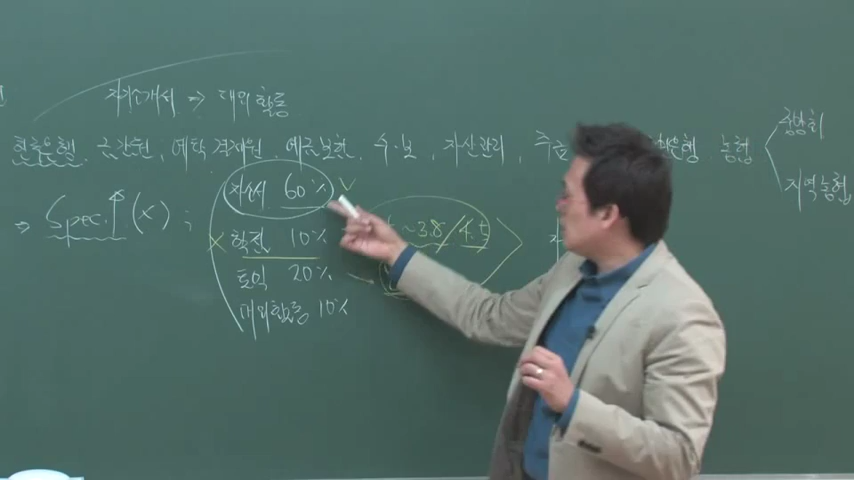 자기소개서 ⇒ 대외활동
한국은행, 금감원, 예탁결제원, 예금보험, 수·보, 자산관리, 농협
중앙회
지역농협
⇒ Spec.↑ (x) ;
자소서 60% ∨
× 학점 10%
~3.8/4.5
토익 20% →
대외활동 10%